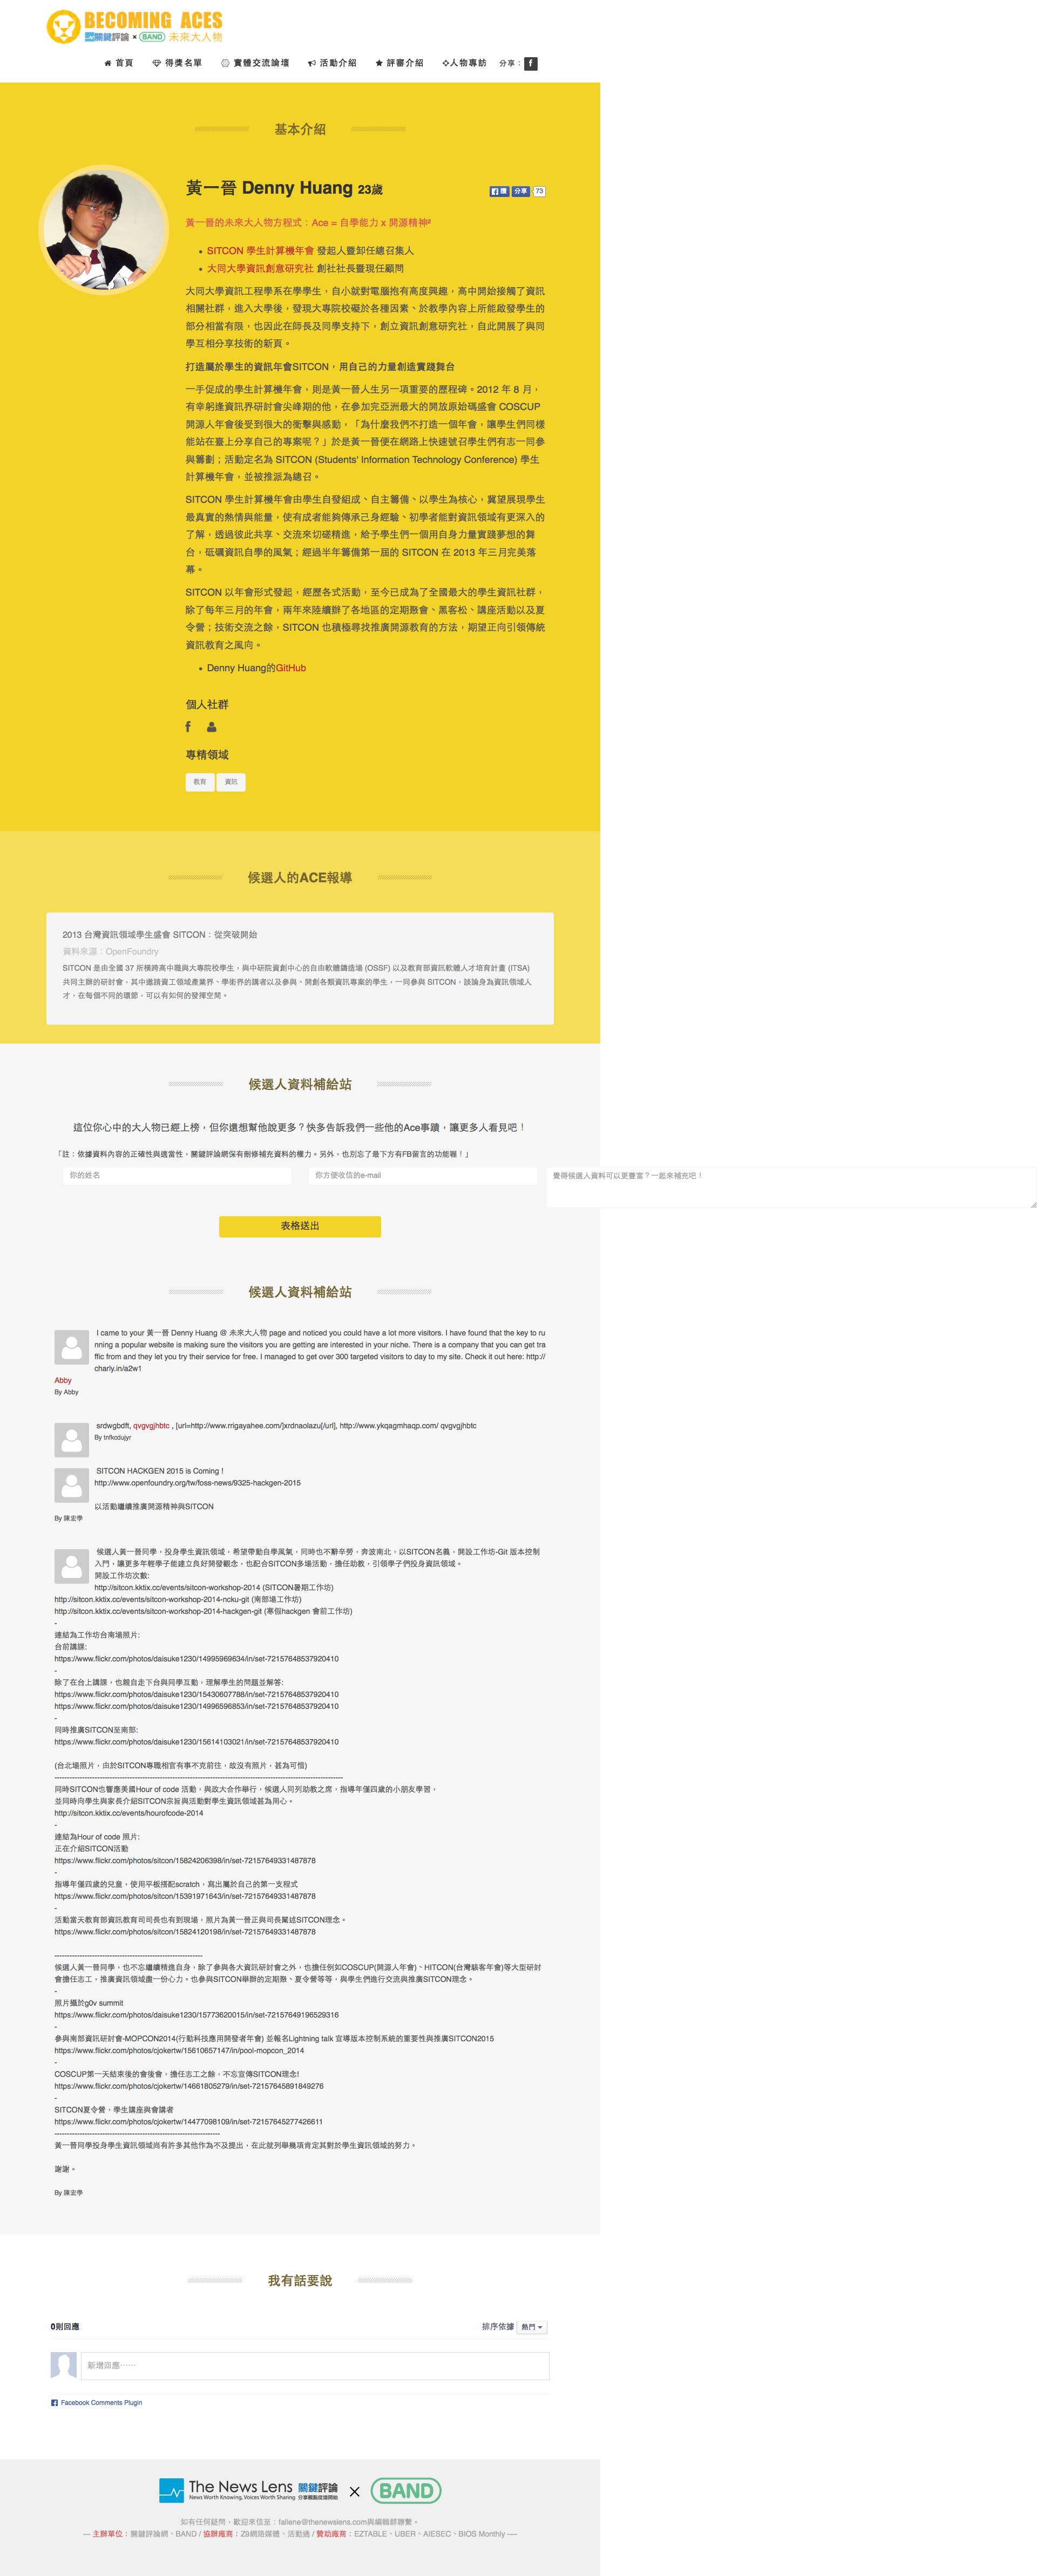 BECOMING ACES
關鍵評論 × BAND 未來大人物
首頁 得獎名單 實體交流論壇 活動介紹 評審介紹 人物專訪 分享：
基本介紹
黃一晉 Denny Huang 23歲
讚 分享 73
黃一晉的未來大人物方程式：Ace = 自學能力 x 開源精神²
SITCON 學生計算機年會 發起人暨卸任總召集人
大同大學資訊創意研究社 創社社長暨現任顧問
大同大學資訊工程學系在學學生，自小就對電腦抱有高度興趣，高中開始接觸了資訊
相關社群，進入大學後，發現大專院校礙於各種因素、於教學內容上所能啟發學生的
部分相當有限，也因此在師長及同學支持下，創立資訊創意研究社，自此開展了與同
學互相分享技術的新頁。
打造屬於學生的資訊年會SITCON，用自己的力量創造實踐舞台
一手促成的學生計算機年會，則是黃一晉人生另一項重要的歷程碑。2012 年 8 月，
有幸躬逢資訊界研討會尖峰期的他，在參加完亞洲最大的開放原始碼盛會 COSCUP
開源人年會後受到很大的衝擊與感動，「為什麼我們不打造一個年會，讓學生們同樣
能站在臺上分享自己的專案呢？」於是黃一晉便在網路上快速號召學生們有志一同參
與籌劃；活動定名為 SITCON (Students' Information Technology Conference) 學生
計算機年會，並被推派為總召。
SITCON 學生計算機年會由學生自發組成、自主籌備、以學生為核心，冀望展現學生
最真實的熱情與能量，使有成者能夠傳承己身經驗、初學者能對資訊領域有更深入的
了解，透過彼此共享、交流來切磋精進，給予學生們一個用自身力量實踐夢想的舞
台，砥礪資訊自學的風氣；經過半年籌備第一屆的 SITCON 在 2013 年三月完美落
幕。
SITCON 以年會形式發起，經歷各式活動，至今已成為了全國最大的學生資訊社群，
除了每年三月的年會，兩年來陸續辦了各地區的定期聚會、黑客松、講座活動以及夏
令營；技術交流之餘，SITCON 也積極尋找推廣開源教育的方法，期望正向引領傳統
資訊教育之風向。
Denny Huang的GitHub
個人社群
專精領域
教育 資訊
候選人的ACE報導
2013 台灣資訊領域學生盛會 SITCON：從突破開始
資料來源：OpenFoundry
SITCON 是由全國 37 所橫跨高中職與大專院校學生，與中研院資創中心的自由軟體鑄造場 (OSSF) 以及教育部資訊軟體人才培育計畫 (ITSA)
共同主辦的研討會，其中邀請資工領域產業界、學術界的講者以及參與、開創各類資訊專案的學生，一同參與 SITCON，談論身為資訊領域人
才，在每個不同的環節，可以有如何的發揮空間。
候選人資料補給站
這位你心中的大人物已經上榜，但你還想幫他說更多？快多告訴我們一些他的Ace事蹟，讓更多人看見吧！
「註：依據資料內容的正確性與適當性，關鍵評論網保有刪修補充資料的權力。另外，也別忘了最下方有FB留言的功能喔！」
你的姓名 你方便收信的e-mail 覺得候選人資料可以更豐富？一起來補充吧！
表格送出
候選人資料補給站
I came to your 黃一晉 Denny Huang @ 未來大人物 page and noticed you could have a lot more visitors. I have found that the key to ru
nning a popular website is making sure the visitors you are getting are interested in your niche. There is a company that you can get tra
ffic from and they let you try their service for free. I managed to get over 300 targeted visitors to day to my site. Check it out here: http://
charly.in/a2w1
Abby
By Abby
srdwgbdft, qvgvgjhbtc , [url=http://www.rrigayahee.com/]xrdnaolazu[/url], http://www.ykqagmhaqp.com/ qvgvgjhbtc
By tnfkcdujyr
SITCON HACKGEN 2015 is Coming !
http://www.openfoundry.org/tw/foss-news/9325-hackgen-2015
以活動繼續推廣開源精神與SITCON
By 陳宏學
候選人黃一晉同學，投身學生資訊領域，希望帶動自學風氣，同時也不辭辛勞，奔波南北，以SITCON名義，開設工作坊-Git 版本控制
入門，讓更多年輕學子能建立良好開發觀念，也配合SITCON多場活動，擔任助教，引領學子們投身資訊領域。
開設工作坊次數:
http://sitcon.kktix.cc/events/sitcon-workshop-2014 (SITCON暑期工作坊)
http://sitcon.kktix.cc/events/sitcon-workshop-2014-ncku-git (南部場工作坊)
http://sitcon.kktix.cc/events/sitcon-workshop-2014-hackgen-git (寒假hackgen 會前工作坊)
-
連結為工作坊台南場照片:
台前講課:
https://www.flickr.com/photos/daisuke1230/14995969634/in/set-72157648537920410
-
除了在台上講課，也親自走下台與同學互動，理解學生的問題並解答:
https://www.flickr.com/photos/daisuke1230/15430607788/in/set-72157648537920410
https://www.flickr.com/photos/daisuke1230/14996596853/in/set-72157648537920410
-
同時推廣SITCON至南部:
https://www.flickr.com/photos/daisuke1230/15614103021/in/set-72157648537920410
(台北場照片，由於SITCON專職相官有事不克前往，故沒有照片，甚為可惜)
--------------------------------------------------
同時SITCON也響應美國Hour of code 活動，與政大合作舉行，候選人同列助教之席，指導年僅四歲的小朋友學習，
並同時向學生與家長介紹SITCON宗旨與活動對學生資訊領域甚為用心。
http://sitcon.kktix.cc/events/hourofcode-2014
-
連結為Hour of code 照片:
正在介紹SITCON活動
https://www.flickr.com/photos/sitcon/15824206398/in/set-72157649331487878
-
指導年僅四歲的兒童，使用平板搭配scratch，寫出屬於自己的第一支程式
https://www.flickr.com/photos/sitcon/15391971643/in/set-72157649331487878
-
活動當天教育部資訊教育司司長也有到現場，照片為黃一晉正與司長闡述SITCON理念。
https://www.flickr.com/photos/sitcon/15824120198/in/set-72157649331487878
--------------------------------------------------
候選人黃一晉同學，也不忘繼續精進自身，除了參與各大資訊研討會之外，也擔任例如COSCUP(開源人年會)、HITCON(台灣駭客年會)等大型研討
會擔任志工，推廣資訊領域盡一份心力。也參與SITCON舉辦的定期聚、夏令營等等，與學生們進行交流與推廣SITCON理念。
-
照片攝於g0v summit
https://www.flickr.com/photos/daisuke1230/15773620015/in/set-72157649196529316
-
參與南部資訊研討會-MOPCON2014(行動科技應用開發者年會) 並報名Lightning talk 宣導版本控制系統的重要性與推廣SITCON2015
https://www.flickr.com/photos/cjokertw/15610657147/in/pool-mopcon_2014
-
COSCUP第一天結束後的會後會，擔任志工之餘，不忘宣傳SITCON理念!
https://www.flickr.com/photos/cjokertw/14661805279/in/set-72157645891849276
-
SITCON夏令營，學生講座與會講者
https://www.flickr.com/photos/cjokertw/14477098109/in/set-72157645277426611
--------------------------------------------------
黃一晉同學投身學生資訊領域尚有許多其他作為不及提出，在此就列舉幾項肯定其對於學生資訊領域的努力。
謝謝。
By 陳宏學
我有話要說
0則回應 排序依據 熱門
新增回應……
Facebook Comments Plugin
The News Lens 關鍵評論 × BAND
News Worth Knowing, Voices Worth Sharing 分享觀點從這開始
如有任何疑問，歡迎來信至：failene@thenewslens.com與編輯群聯繫。
--- 主辦單位：關鍵評論網、BAND / 協辦廠商：Z9網路媒體、活動通 / 贊助廠商：EZTABLE、UBER、AIESEC、BIOS Monthly ----